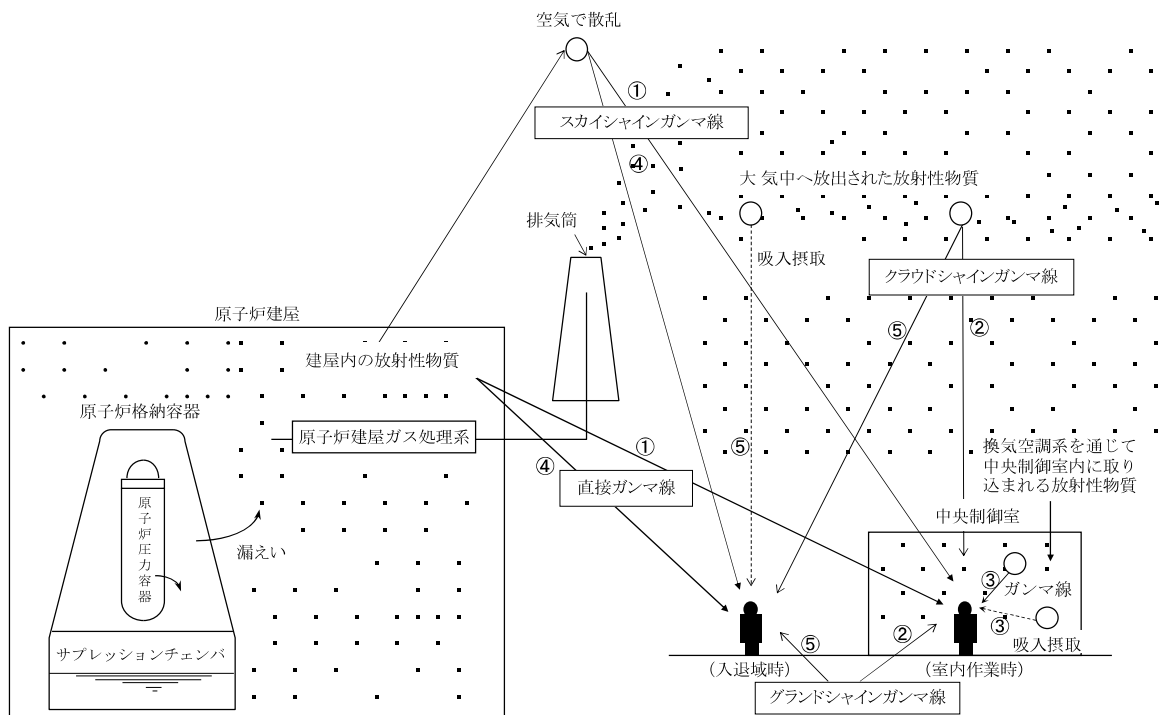 空気で散乱
①
スカイシャインガンマ線
④
大気中へ放出された放射性物質
排気筒
吸入摂取
クラウドシャインガンマ線
⑤
②
原子炉建屋
建屋内の放射性物質
原子炉格納容器
原子炉建屋ガス処理系
①
④
直接ガンマ線
⑤
換気空調系を通じて
中央制御室内に取り
込まれる放射性物質
中央制御室
原子炉圧力容器
漏えい
③
ガンマ線
③
吸入摂取
サプレッションチェンバ
⑤
②
(入退域時)
(室内作業時)
グランドシャインガンマ線